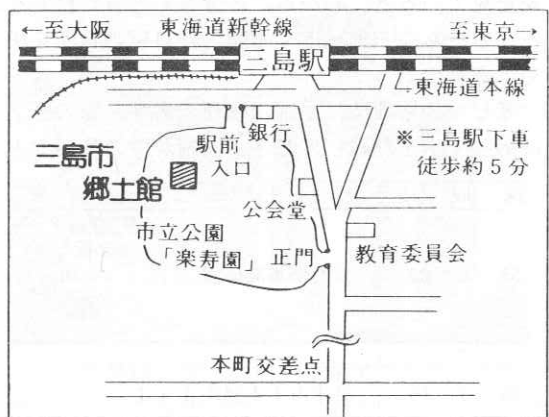 ←至大阪 東海道新幹線 至東京→
三島駅
東海道本線
銀行
駅前
入口
※三島駅下車
徒歩約5分
三島市
郷土館
公会堂
市立公園
「楽寿園」
正門
教育委員会
本町交差点